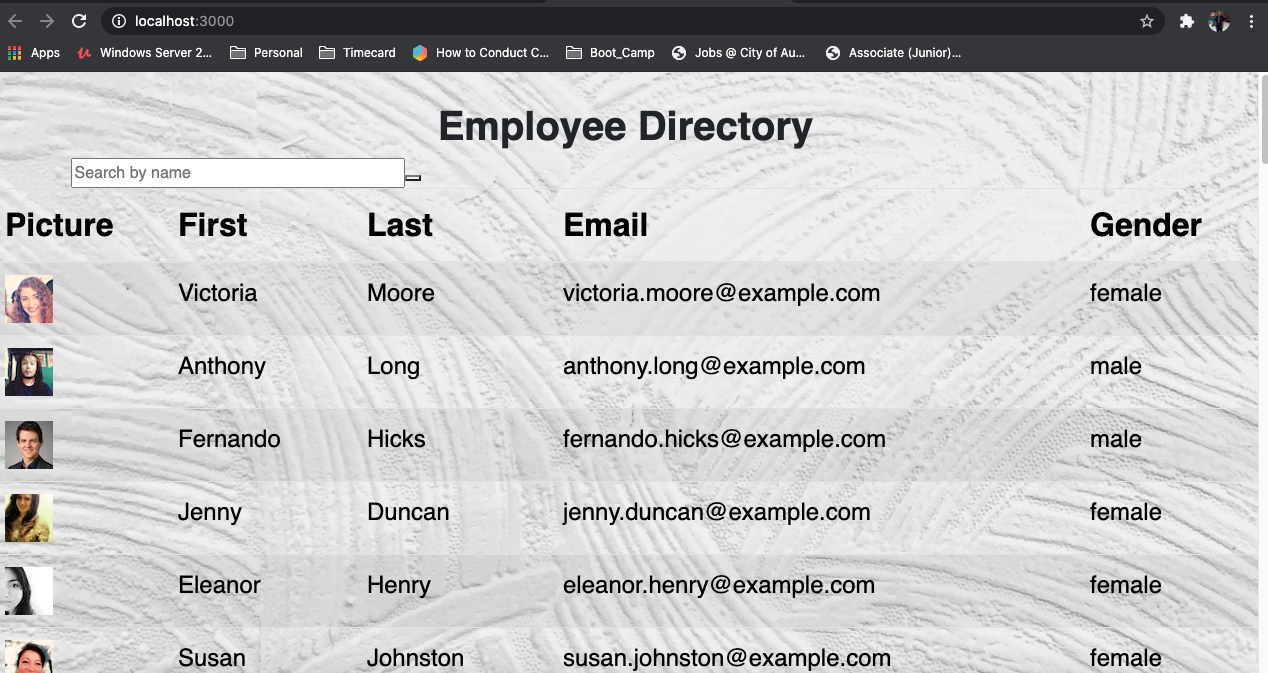 localhost:3000
Apps Windows Server 2... Personal Timecard How to Conduct C... Boot_Camp Jobs @ City of Au... Associate (Junior)...
Employee Directory
Search by name
Picture First Last Email Gender
Victoria Moore victoria.moore@example.com female
Anthony Long anthony.long@example.com male
Fernando Hicks fernando.hicks@example.com male
Jenny Duncan jenny.duncan@example.com female
Eleanor Henry eleanor.henry@example.com female
Susan Johnston susan.johnston@example.com female